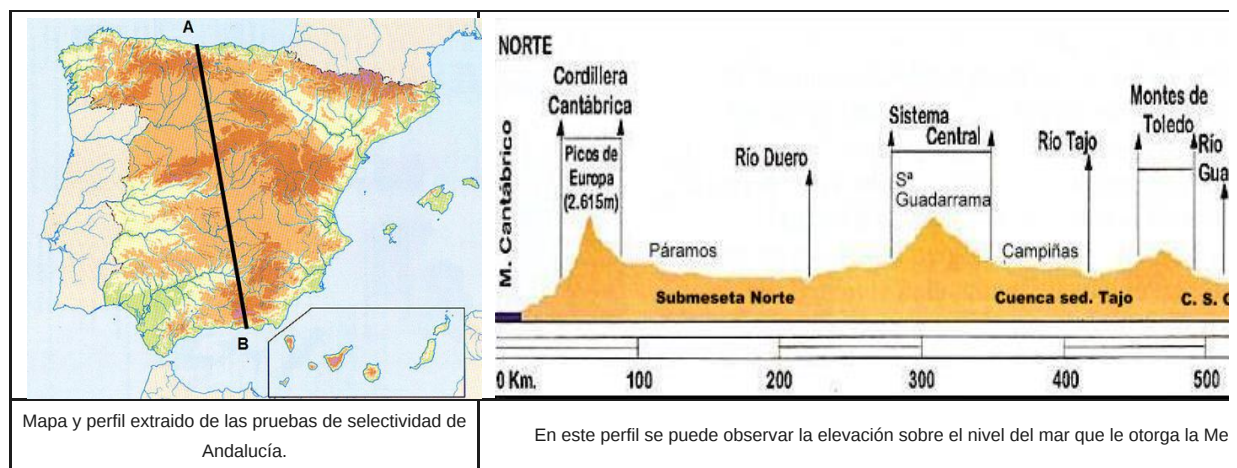 A
B
Mapa y perfil extraido de las pruebas de selectividad de
Andalucía.
NORTE
M. Cantábrico
Cordillera
Cantábrica
Picos de
Europa
(2.615m)
Páramos
Río Duero
Submeseta Norte
Sistema
Central
Sª
Guadarrama
Campiñas
Río Tajo
Cuenca sed. Tajo
Montes de
Toledo
Río
Gua
C. S. G
0 Km.
100
200
300
400
500
En este perfil se puede observar la elevación sobre el nivel del mar que le otorga la Me